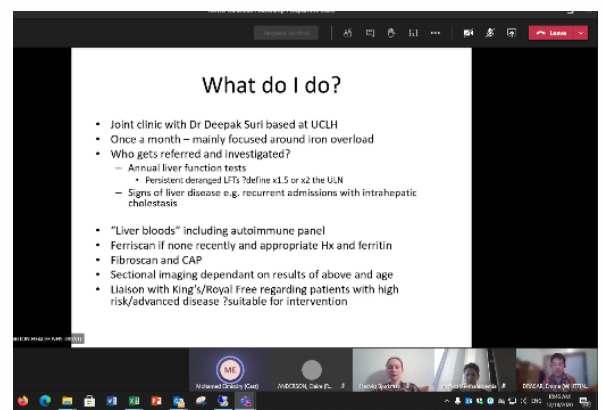 Leave
What do I do?
• Joint clinic with Dr Deepak Suri based at UCLH
• Once a month – mainly focused around iron overload
• Who gets referred and investigated?
– Annual liver function tests
• Persistent deranged LFTs ?define x1.5 or x2 the ULN
– Signs of liver disease e.g. recurrent admissions with intrahepatic
cholestasis
• "Liver bloods" including autoimmune panel
• Ferriscan if none recently and appropriate Hx and ferritin
• Fibroscan and CAP
• Sectional imaging dependant on results of above and age
• Liaison with King's/Royal Free regarding patients with high
risk/advanced disease ?suitable for intervention
ME
ANDERSON, Claire
ENG